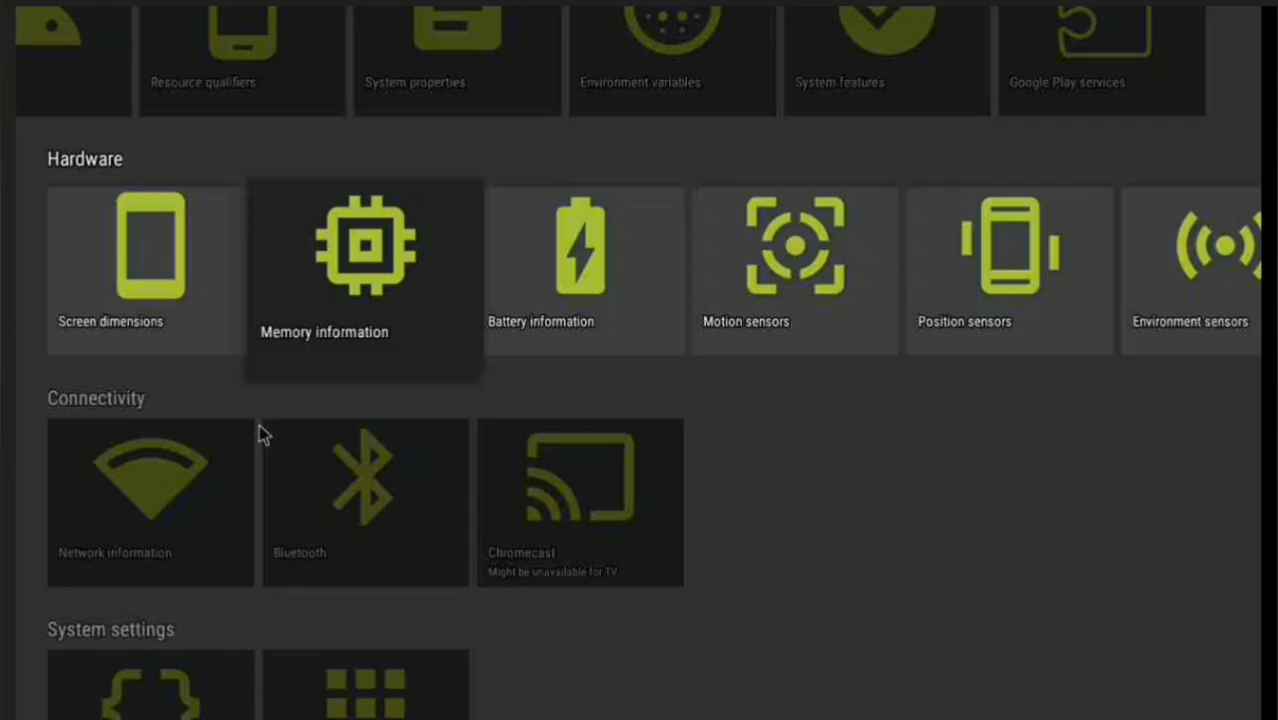 Resource qualifiers
System properties
Environment variables
System features
Google Play services
Hardware
Screen dimensions
Memory information
Battery information
Motion sensors
Position sensors
Environment sensors
Connectivity
Network information
Bluetooth
Chromecast
Might be unavailable for TV
System settings